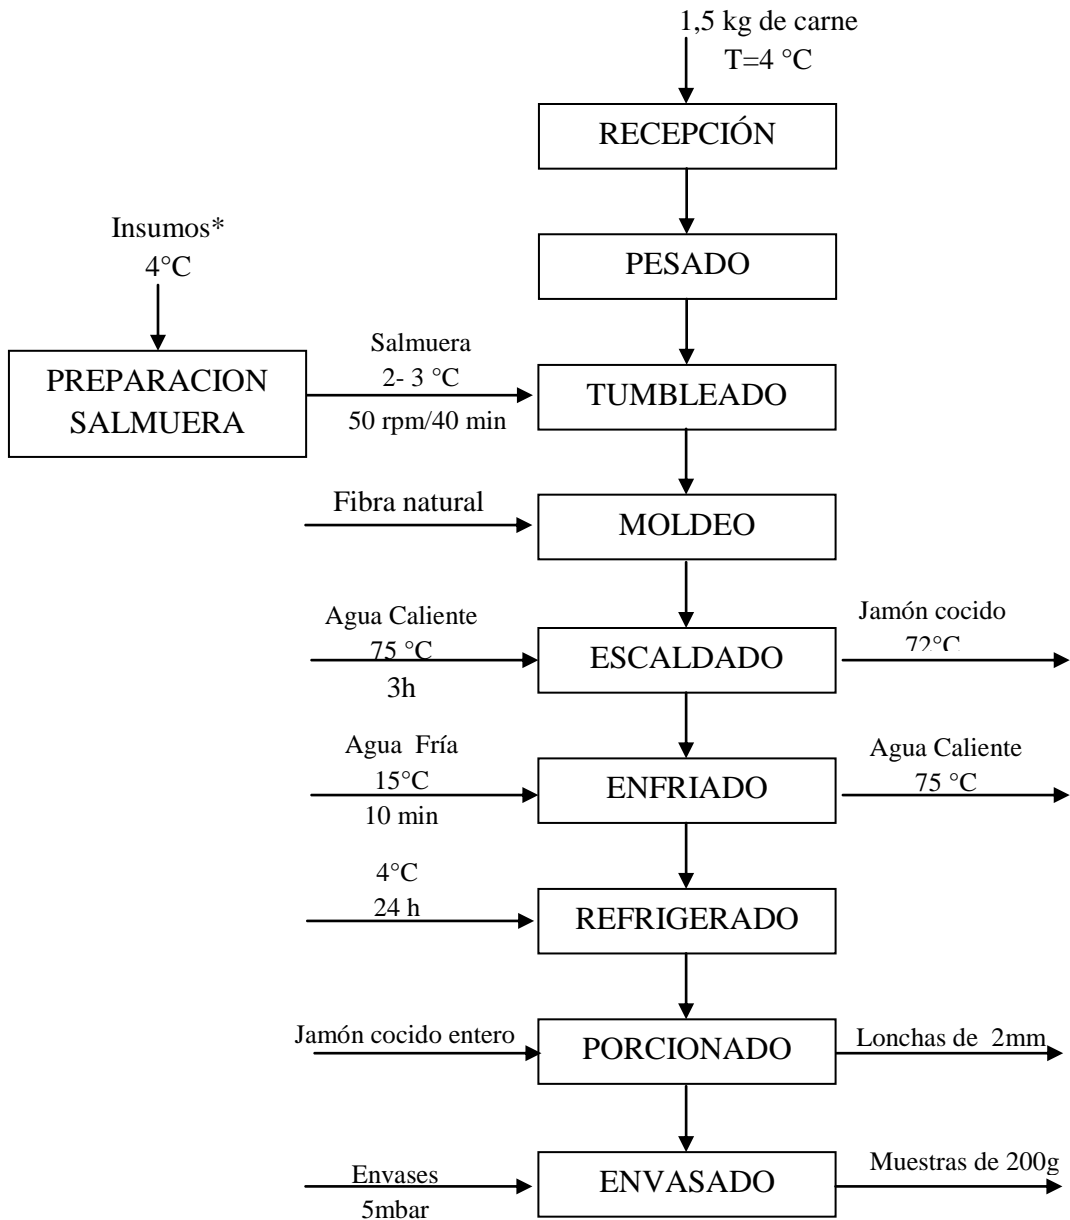 1,5 kg de carne
T=4 °C
RECEPCIÓN
Insumos*
4°C
PESADO
PREPARACION
SALMUERA
Salmuera
2- 3 °C
50 rpm/40 min
TUMBLEADO
Fibra natural
MOLDEO
Agua Caliente
75 °C
3h
ESCALDADO
Jamón cocido
72°C
Agua Fría
15°C
10 min
ENFRIADO
Agua Caliente
75 °C
4°C
24 h
REFRIGERADO
Jamón cocido entero
PORCIONADO
Lonchas de 2mm
Envases
5mbar
ENVASADO
Muestras de 200g